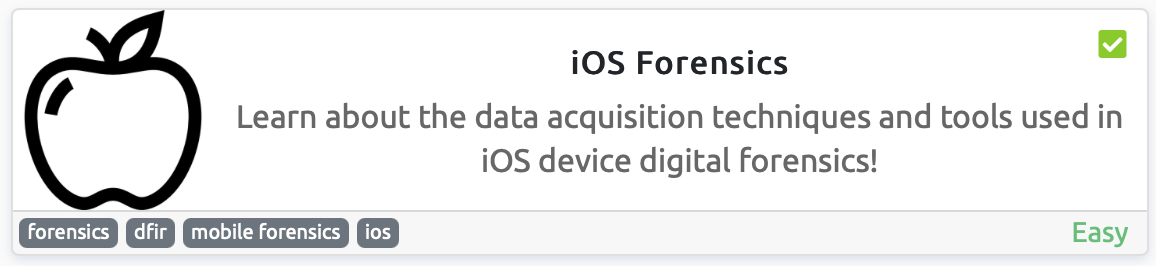 iOS Forensics
Learn about the data acquisition techniques and tools used in
iOS device digital forensics!
forensics dfir mobile forensics ios Easy